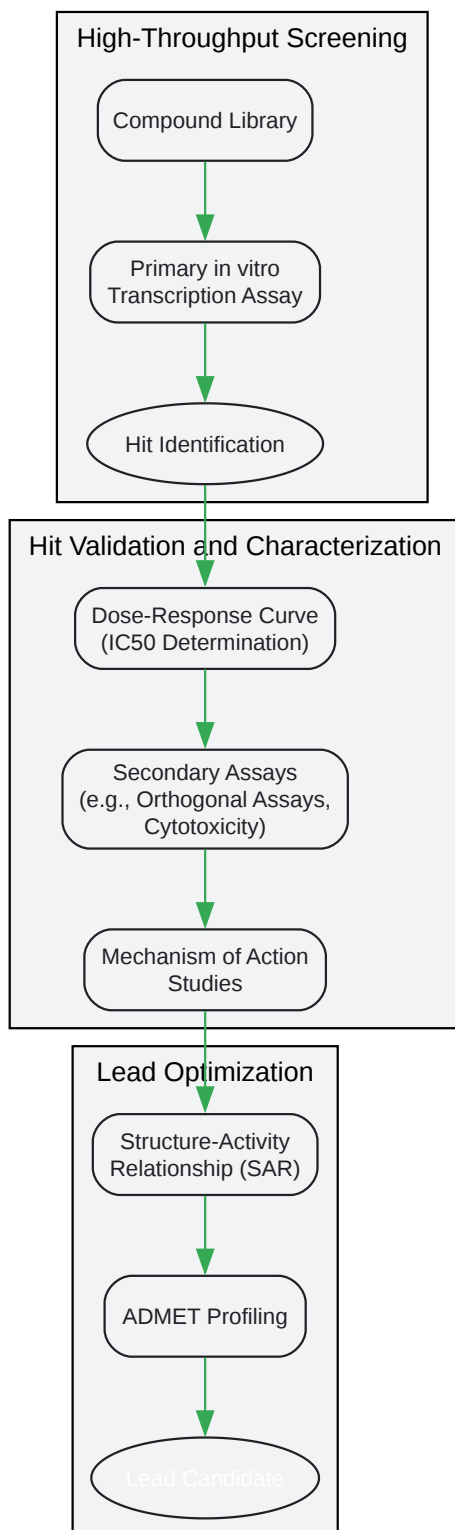 High-Throughput Screening
Compound Library
Primary in vitro
Transcription Assay
Hit Identification
Hit Validation and Characterization
Dose-Response Curve
(IC50 Determination)
Secondary Assays
(e.g., Orthogonal Assays,
Cytotoxicity)
Mechanism of Action
Studies
Lead Optimization
Structure-Activity
Relationship (SAR)
ADMET Profiling
Lead Candidate